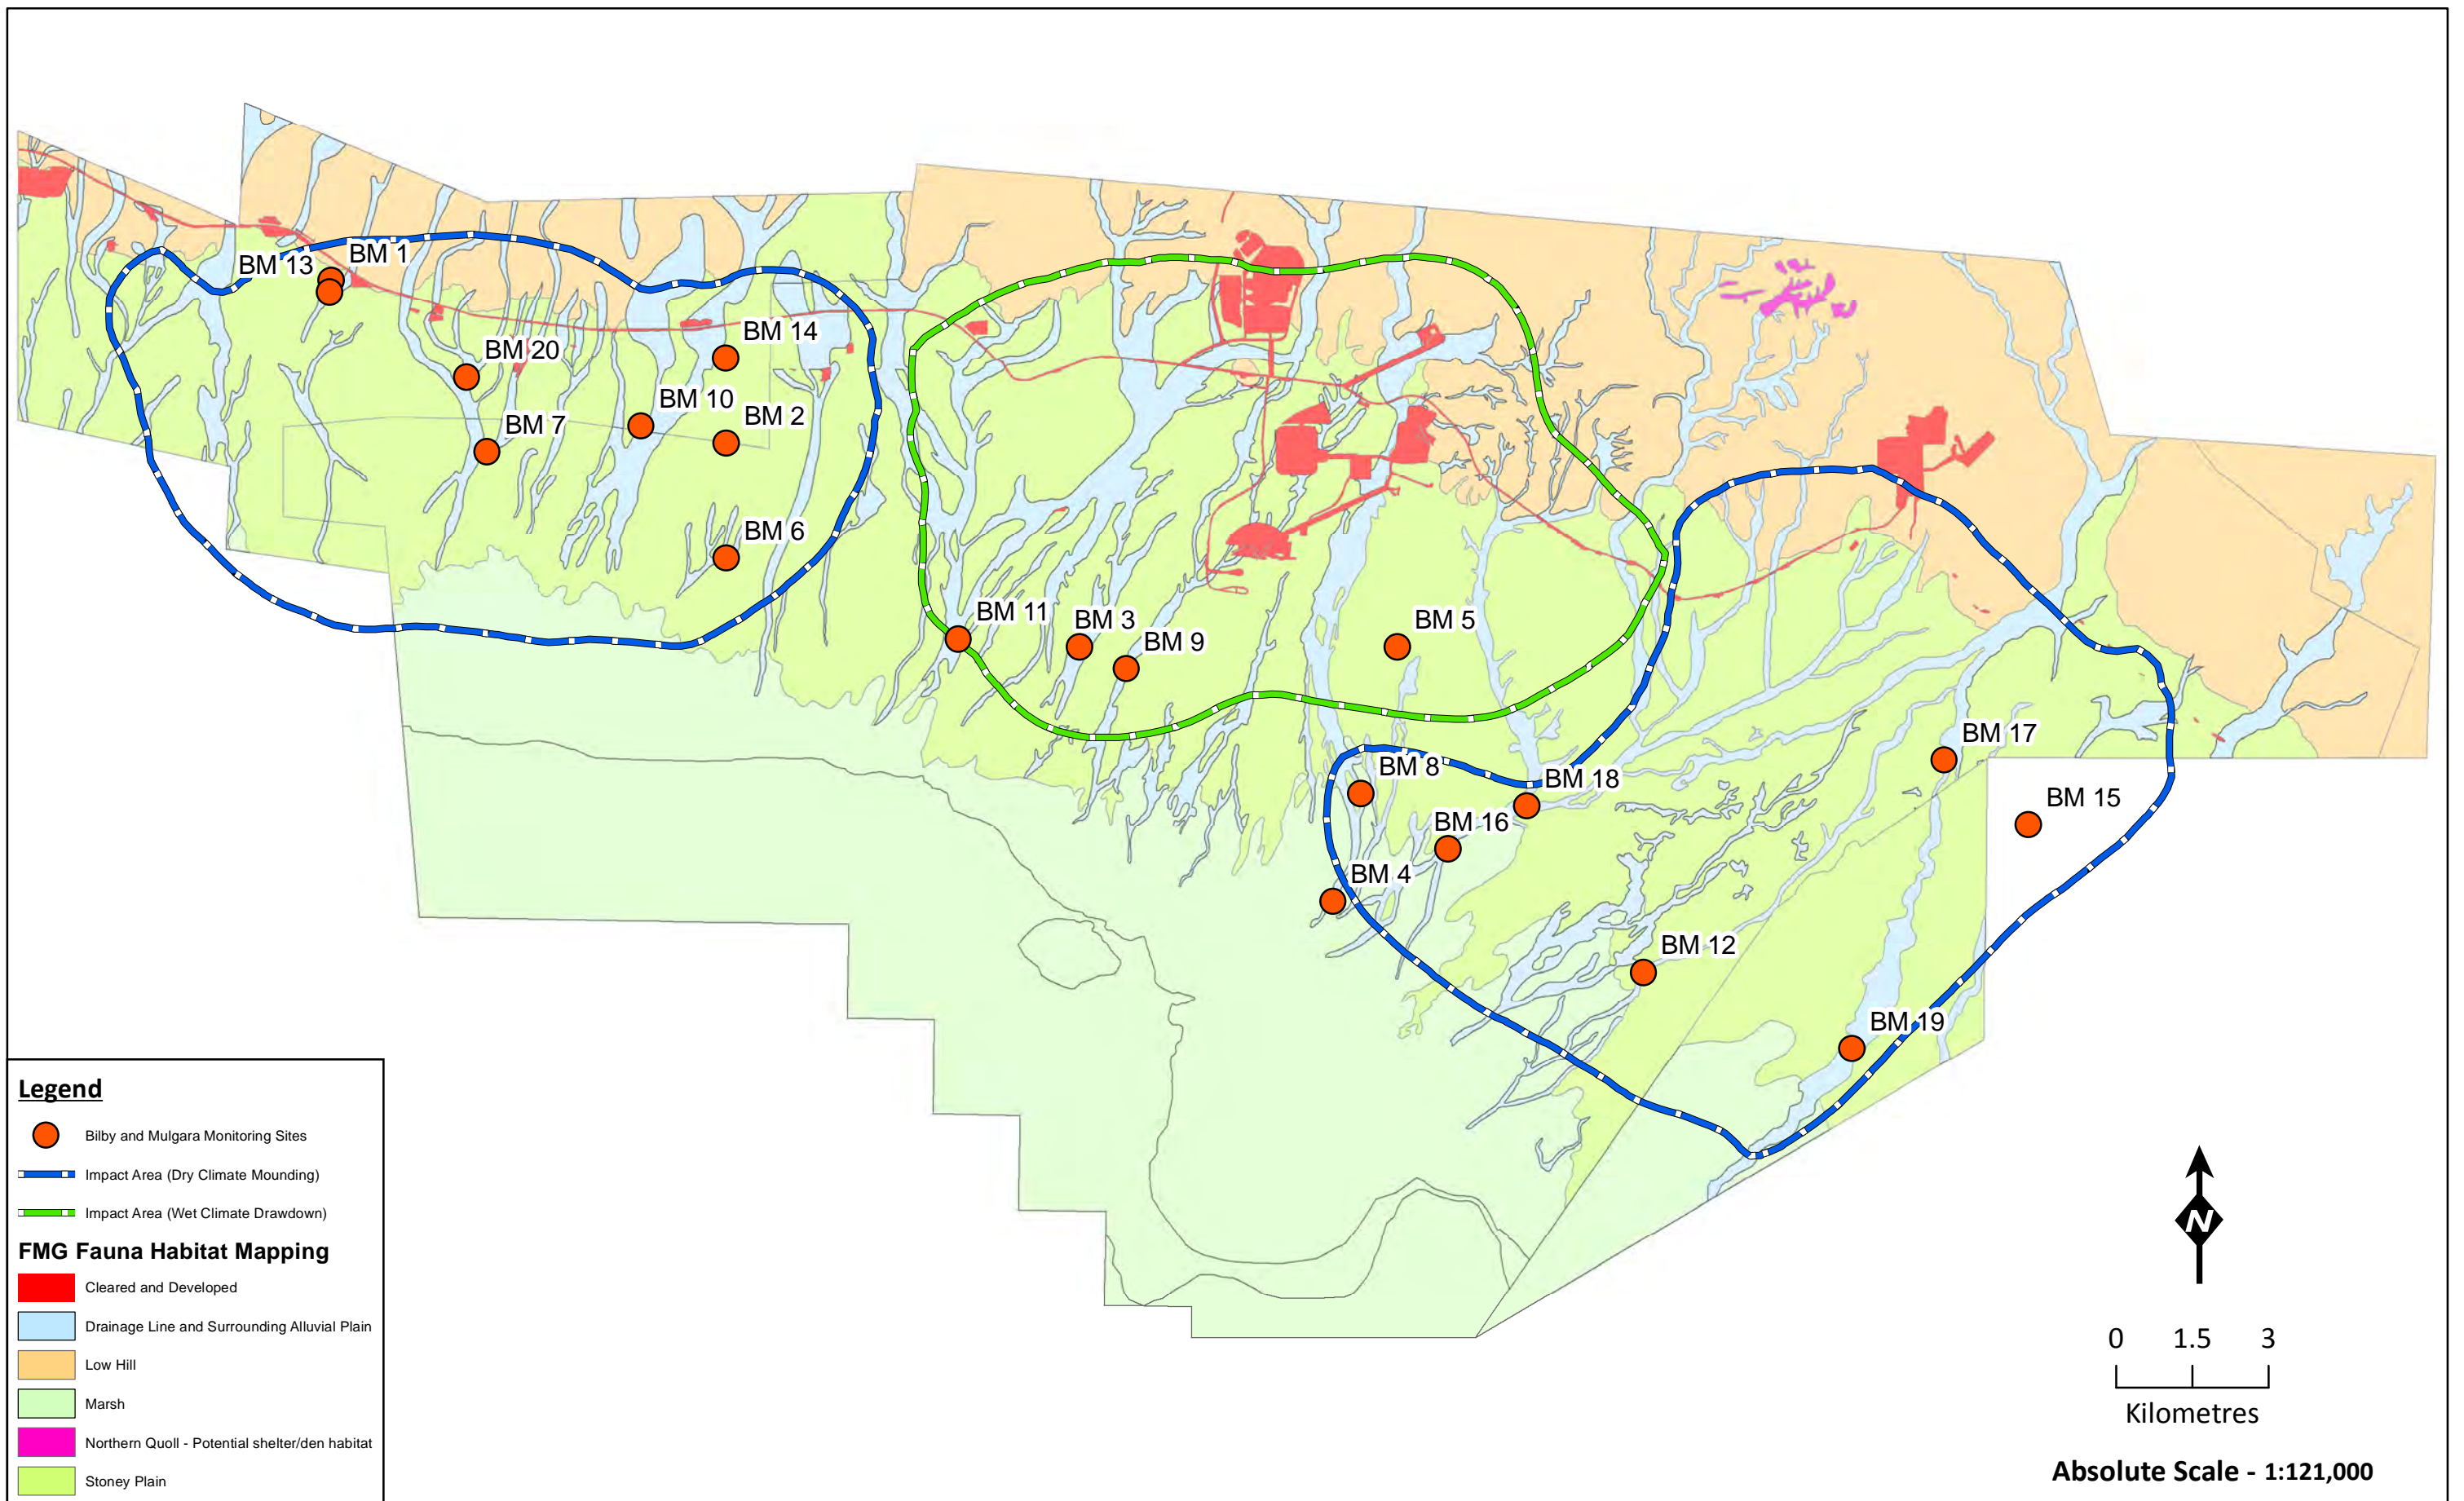 BM 13
BM 1
BM 14
BM 20
BM 10
BM 2
BM 7
BM 6
BM 11
BM 3
BM 5
BM 9
BM 17
BM 8
BM 18
BM 15
BM 16
BM 4
BM 12
BM 19
Legend
Bilby and Mulgara Monitoring Sites
Impact Area (Dry Climate Mounding)
Impact Area (Wet Climate Drawdown)
FMG Fauna Habitat Mapping
Cleared and Developed
Drainage Line and Surrounding Alluvial Plain
Low Hill
Marsh
Northern Quoll - Potential shelter/den habitat
Stoney Plain
N
0 1.5 3
Kilometres
Absolute Scale - 1:121,000